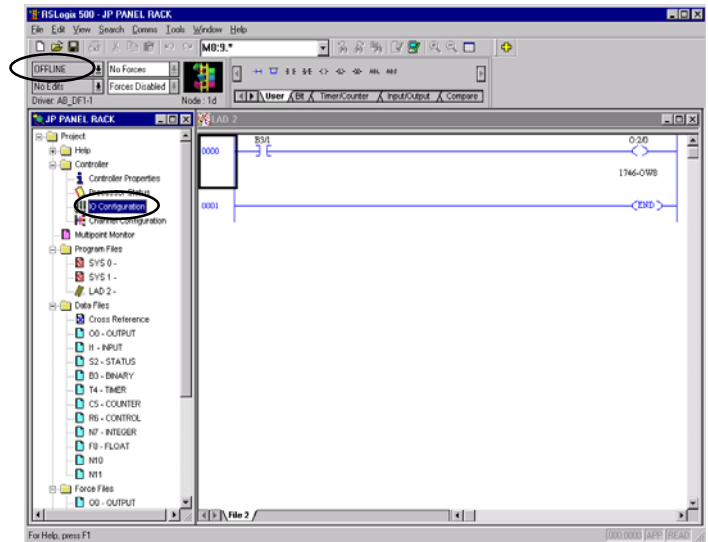 RSLogix 500 - JP PANEL RACK
File Edit View Search Comms Tools Window Help
M0:9.*
OFFLINE No Forces
No Edits Forces Disabled
Driver: AB_DF1-1 Node : 1d
ABL ABS
User Bit Timer/Counter Input/Output Compare
JP PANEL RACK
Project
Help
Controller
Controller Properties
Processor Status
IO Configuration
Channel Configuration
Multipoint Monitor
Program Files
SYS 0 -
SYS 1 -
LAD 2 -
Data Files
Cross Reference
O0 - OUTPUT
I1 - INPUT
S2 - STATUS
B3 - BINARY
T4 - TIMER
C5 - COUNTER
R6 - CONTROL
N7 - INTEGER
F8 - FLOAT
N10
N11
Force Files
O0 - OUTPUT
LAD 2
0000
B3/1
O:2/0
1746-OW8
0001
END
File 2
For Help, press F1
000:0000 APP READ